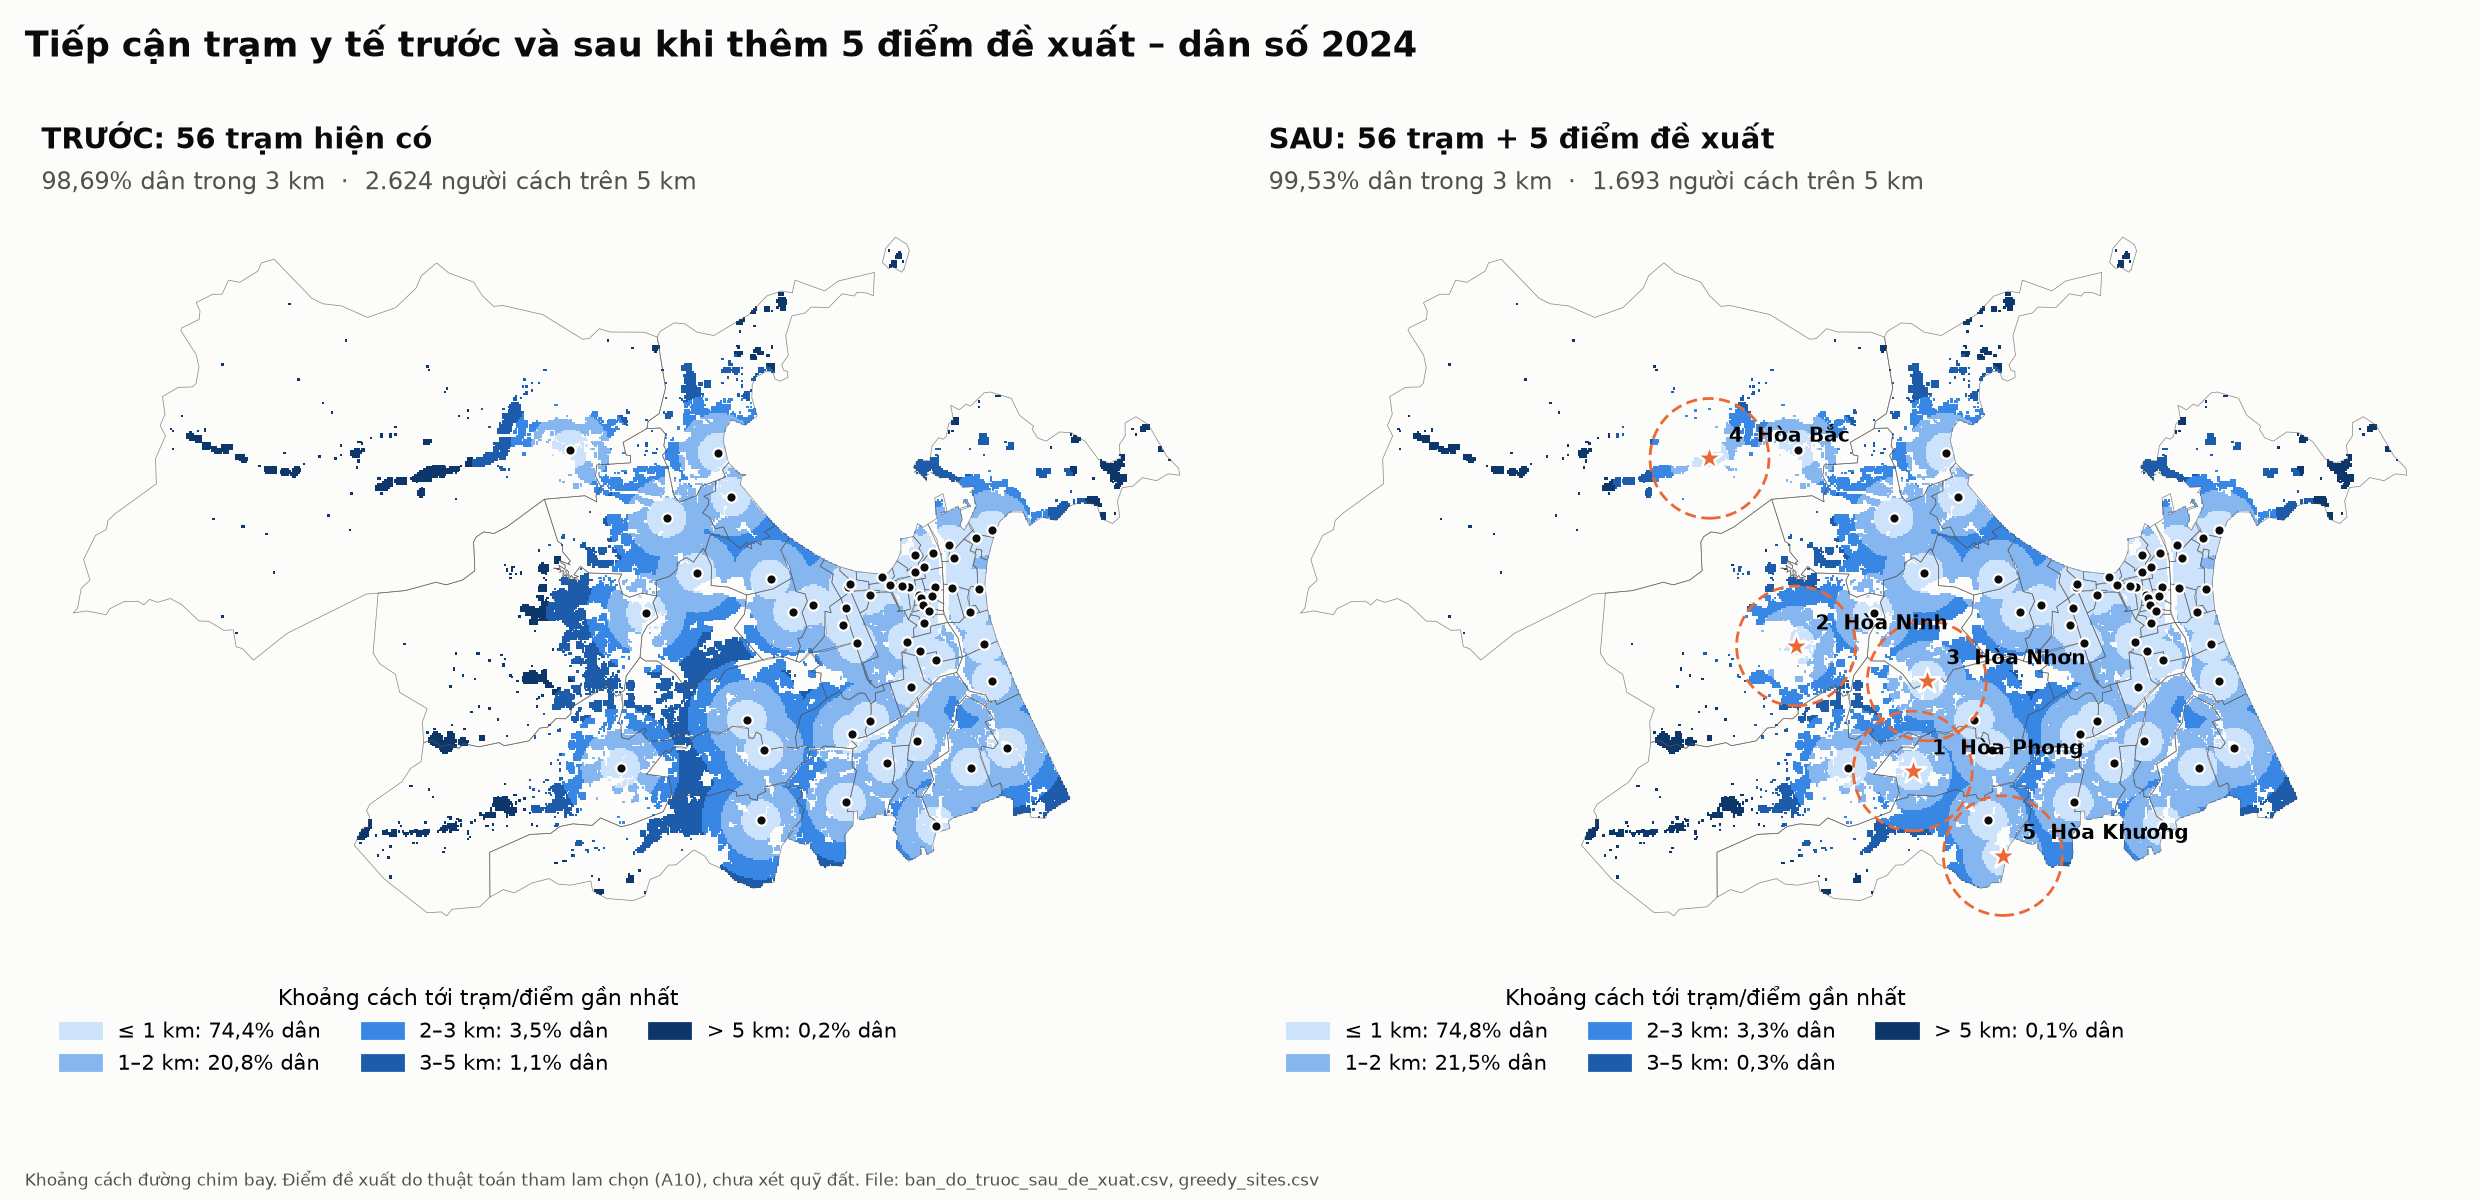 Tiếp cận trạm y tế trước và sau khi thêm 5 điểm đề xuất – dân số 2024
TRƯỚC: 56 trạm hiện có
98,69% dân trong 3 km · 2.624 người cách trên 5 km
SAU: 56 trạm + 5 điểm đề xuất
99,53% dân trong 3 km · 1.693 người cách trên 5 km
4 Hòa Bắc
2 Hòa Ninh
3 Hòa Nhơn
1 Hòa Phong
5 Hòa Khương
Khoảng cách tới trạm/điểm gần nhất
≤ 1 km: 74,4% dân
2–3 km: 3,5% dân
> 5 km: 0,2% dân
1–2 km: 20,8% dân
3–5 km: 1,1% dân
Khoảng cách tới trạm/điểm gần nhất
≤ 1 km: 74,8% dân
2–3 km: 3,3% dân
> 5 km: 0,1% dân
1–2 km: 21,5% dân
3–5 km: 0,3% dân
Khoảng cách đường chim bay. Điểm đề xuất do thuật toán tham lam chọn (A10), chưa xét quỹ đất. File: ban_do_truoc_sau_de_xuat.csv, greedy_sites.csv